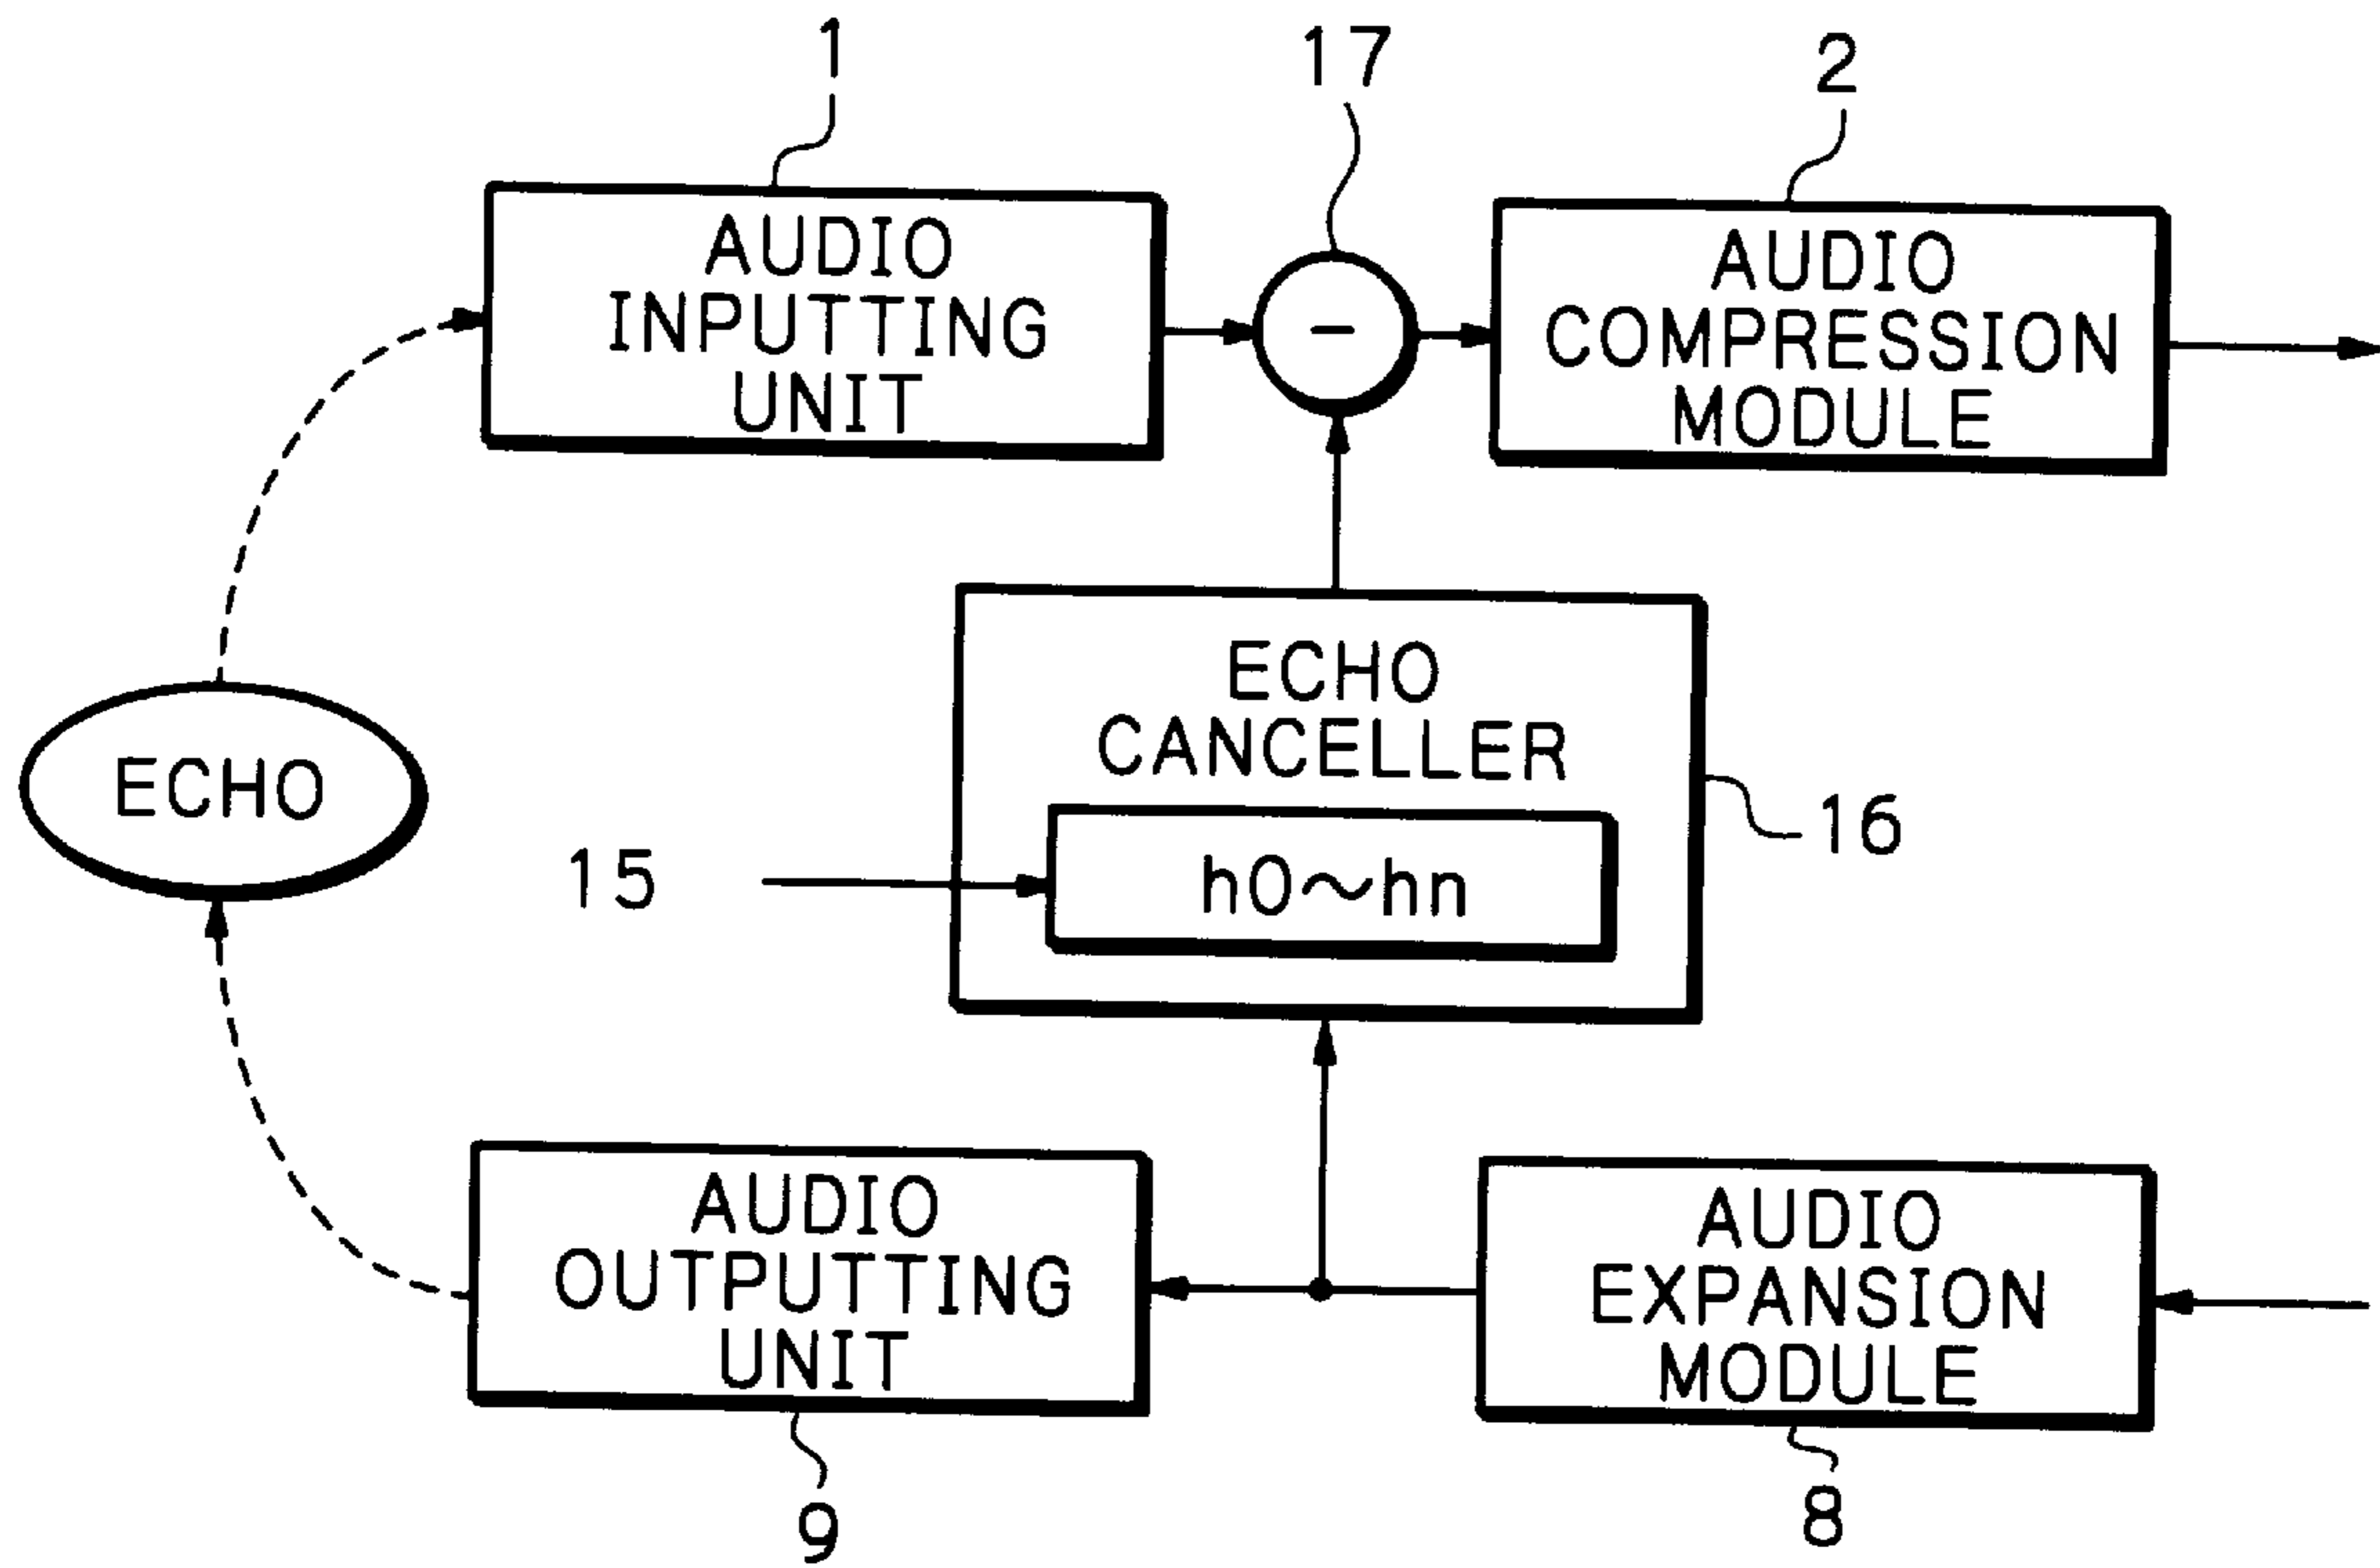 1
17
2
AUDIO
INPUTTING
UNIT
-
AUDIO
COMPRESSION
MODULE
ECHO
CANCELLER
ECHO
16
15
h0~hn
AUDIO
OUTPUTTING
UNIT
AUDIO
EXPANSION
MODULE
9
8